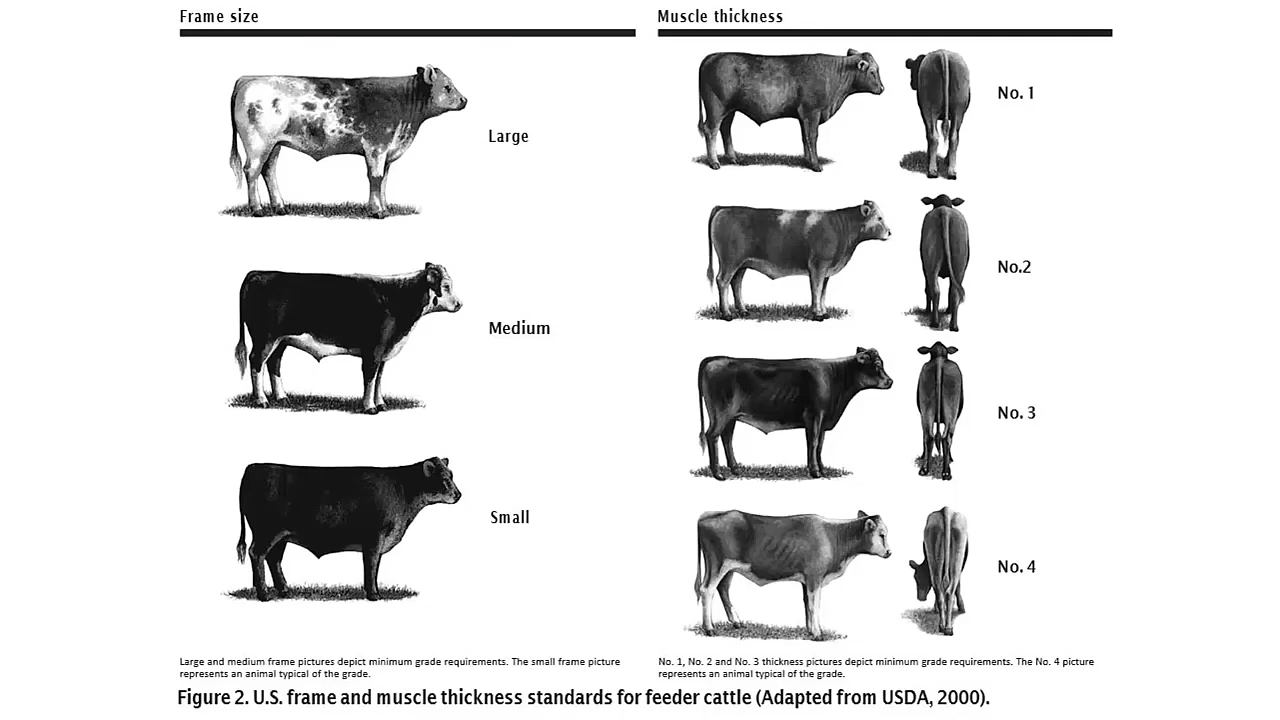 Frame size
Large
Medium
Small
Large and medium frame pictures depict minimum grade requirements. The small frame picture
represents an animal typical of the grade.
Muscle thickness
No. 1
No.2
No. 3
No. 4
No. 1, No. 2 and No. 3 thickness pictures depict minimum grade requirements. The No. 4 picture
represents an animal typical of the grade.
Figure 2. U.S. frame and muscle thickness standards for feeder cattle (Adapted from USDA, 2000).